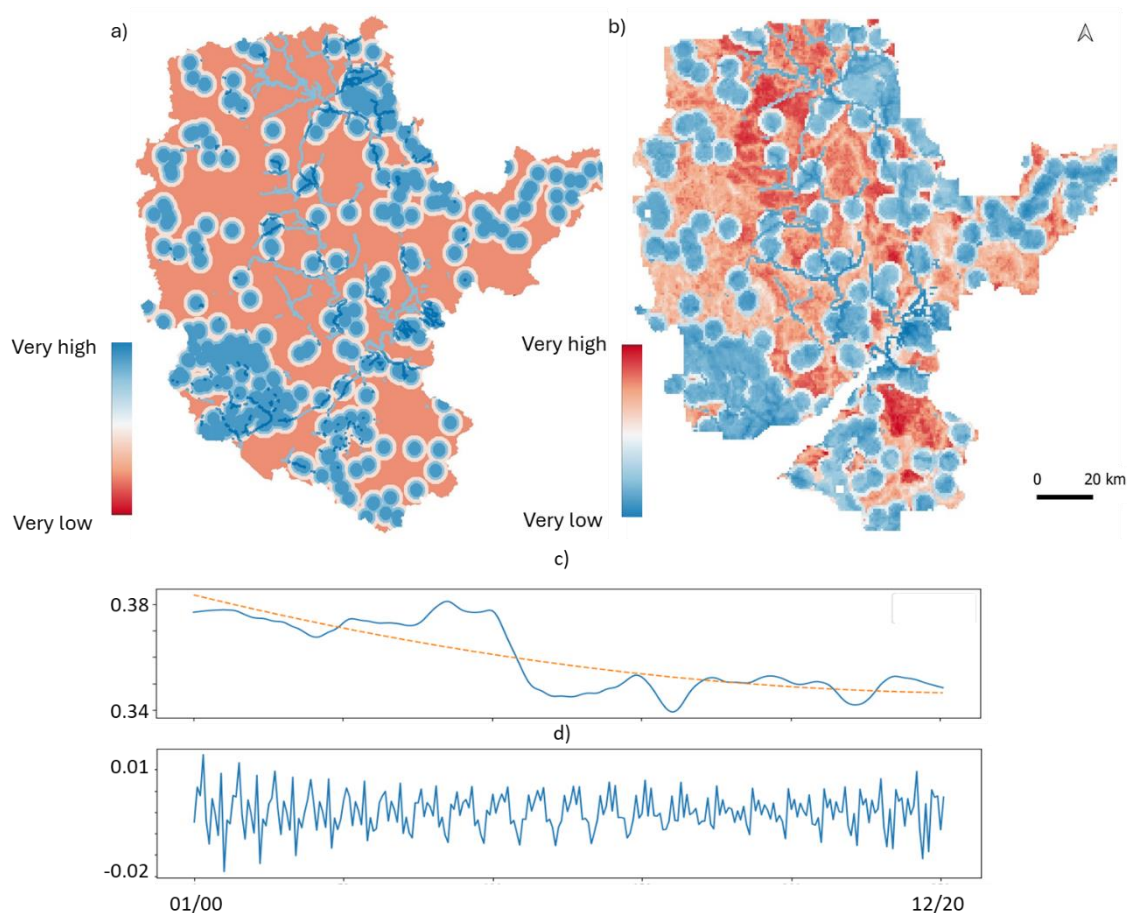 a)
b)
Very high
Very low
Very high
Very low
0 20 km
c)
0.38
0.34
d)
0.01
-0.02
01/00 12/20